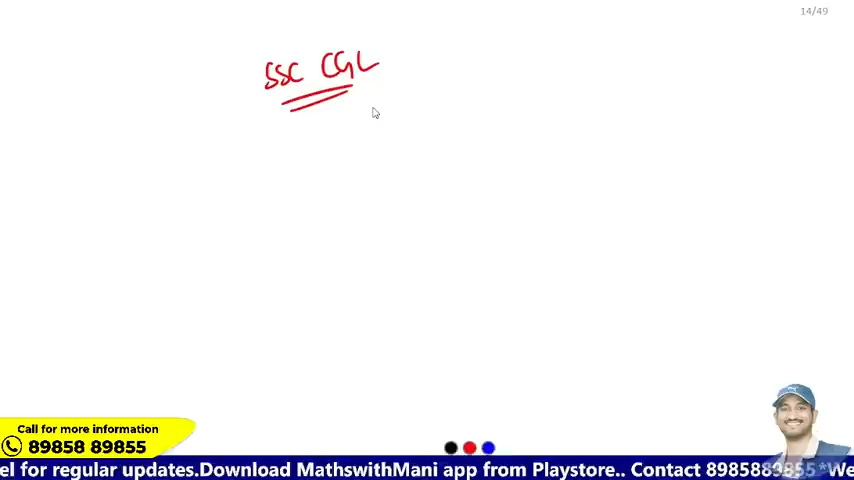 14/49
SSC CGL
Call for more information
89858 89855
el for regular updates.Download MathswithMani app from Playstore.. Contact 8985889855*We